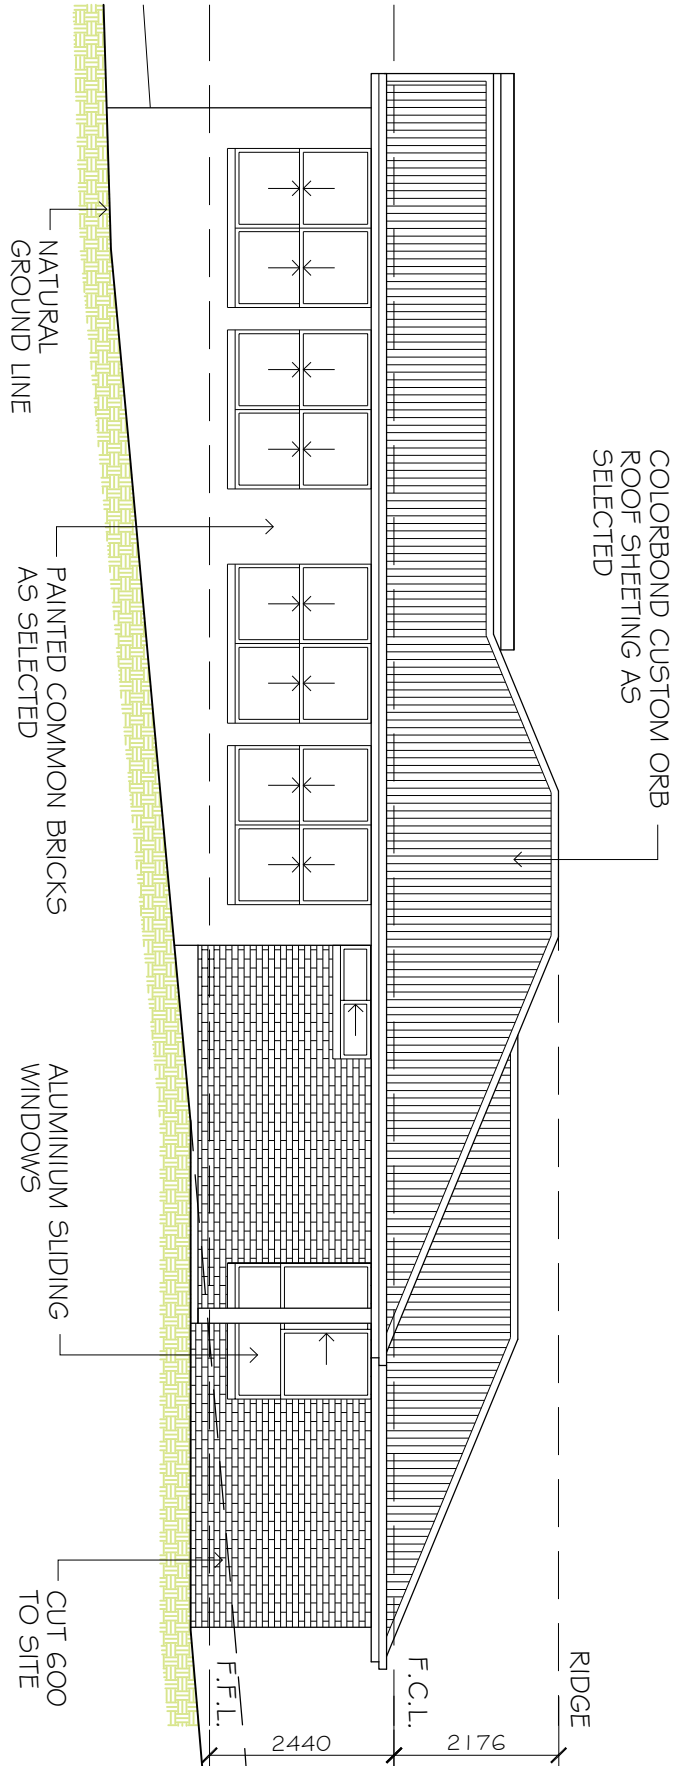 COLORBOND CUSTOM ORB
ROOF SHEETING AS
SELECTED
RIDGE
2176
F.C.L.
2440
F.F.L.
NATURAL
GROUND LINE
PAINTED COMMON BRICKS
AS SELECTED
ALUMINIUM SLIDING
WINDOWS
CUT 600
TO SITE